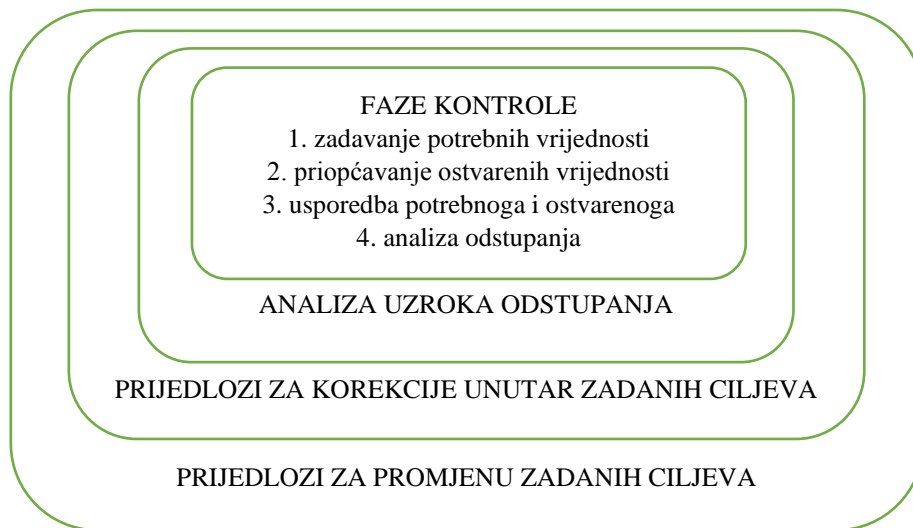 FAZE KONTROLE
1. zadavanje potrebnih vrijednosti
2. priopćavanje ostvarenih vrijednosti
3. usporedba potrebnoga i ostvarenoga
4. analiza odstupanja
ANALIZA UZROKA ODSTUPANJA
PRIJEDLOZI ZA KOREKCIJE UNUTAR ZADANIH CILJEVA
PRIJEDLOZI ZA PROMJENU ZADANIH CILJEVA